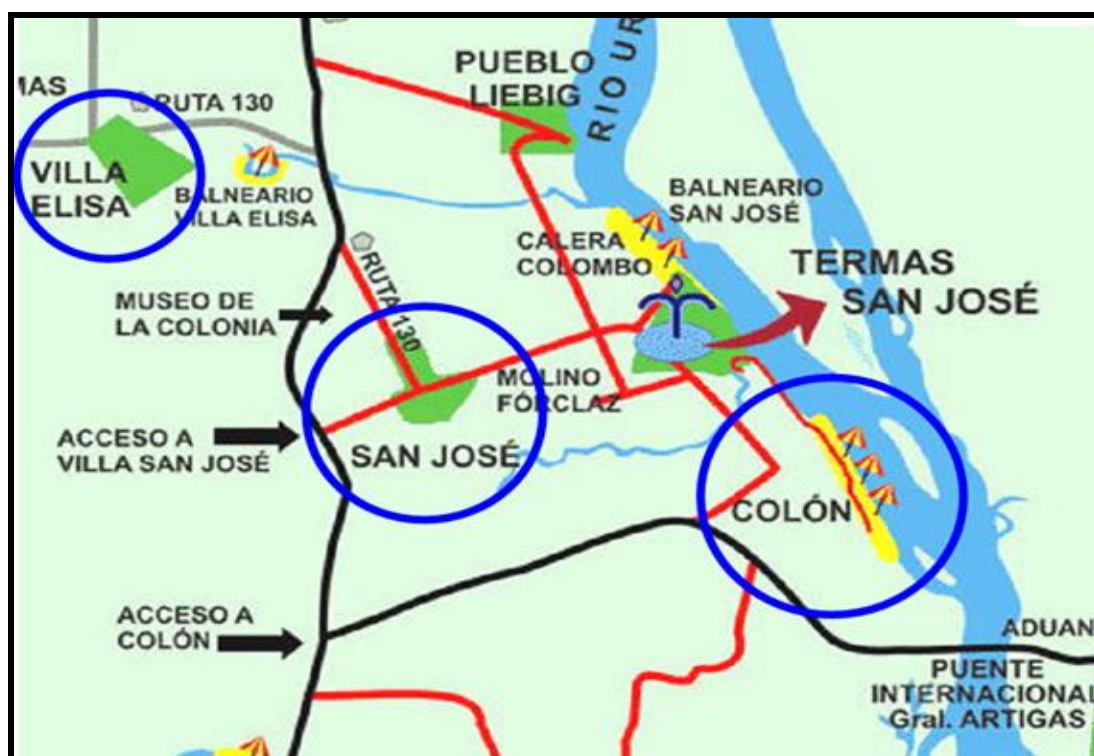 PUEBLO
LIEBIG
RIO UR
MAS
RUTA 130
VILLA
ELISA
BALNEARIO
VILLA ELISA
BALNEARIO
SAN JOSÉ
CALERA
COLOMBO
TERMAS
SAN JOSÉ
MUSEO DE
LA COLONIA
RUTA 130
MOLINO
FÓRCLAZ
ACCESO A
VILLA SAN JOSÉ
SAN JOSÉ
COLÓN
ACCESO A
COLÓN
ADUAN
PUENTE
INTERNACIONAL
Gral. ARTIGAS